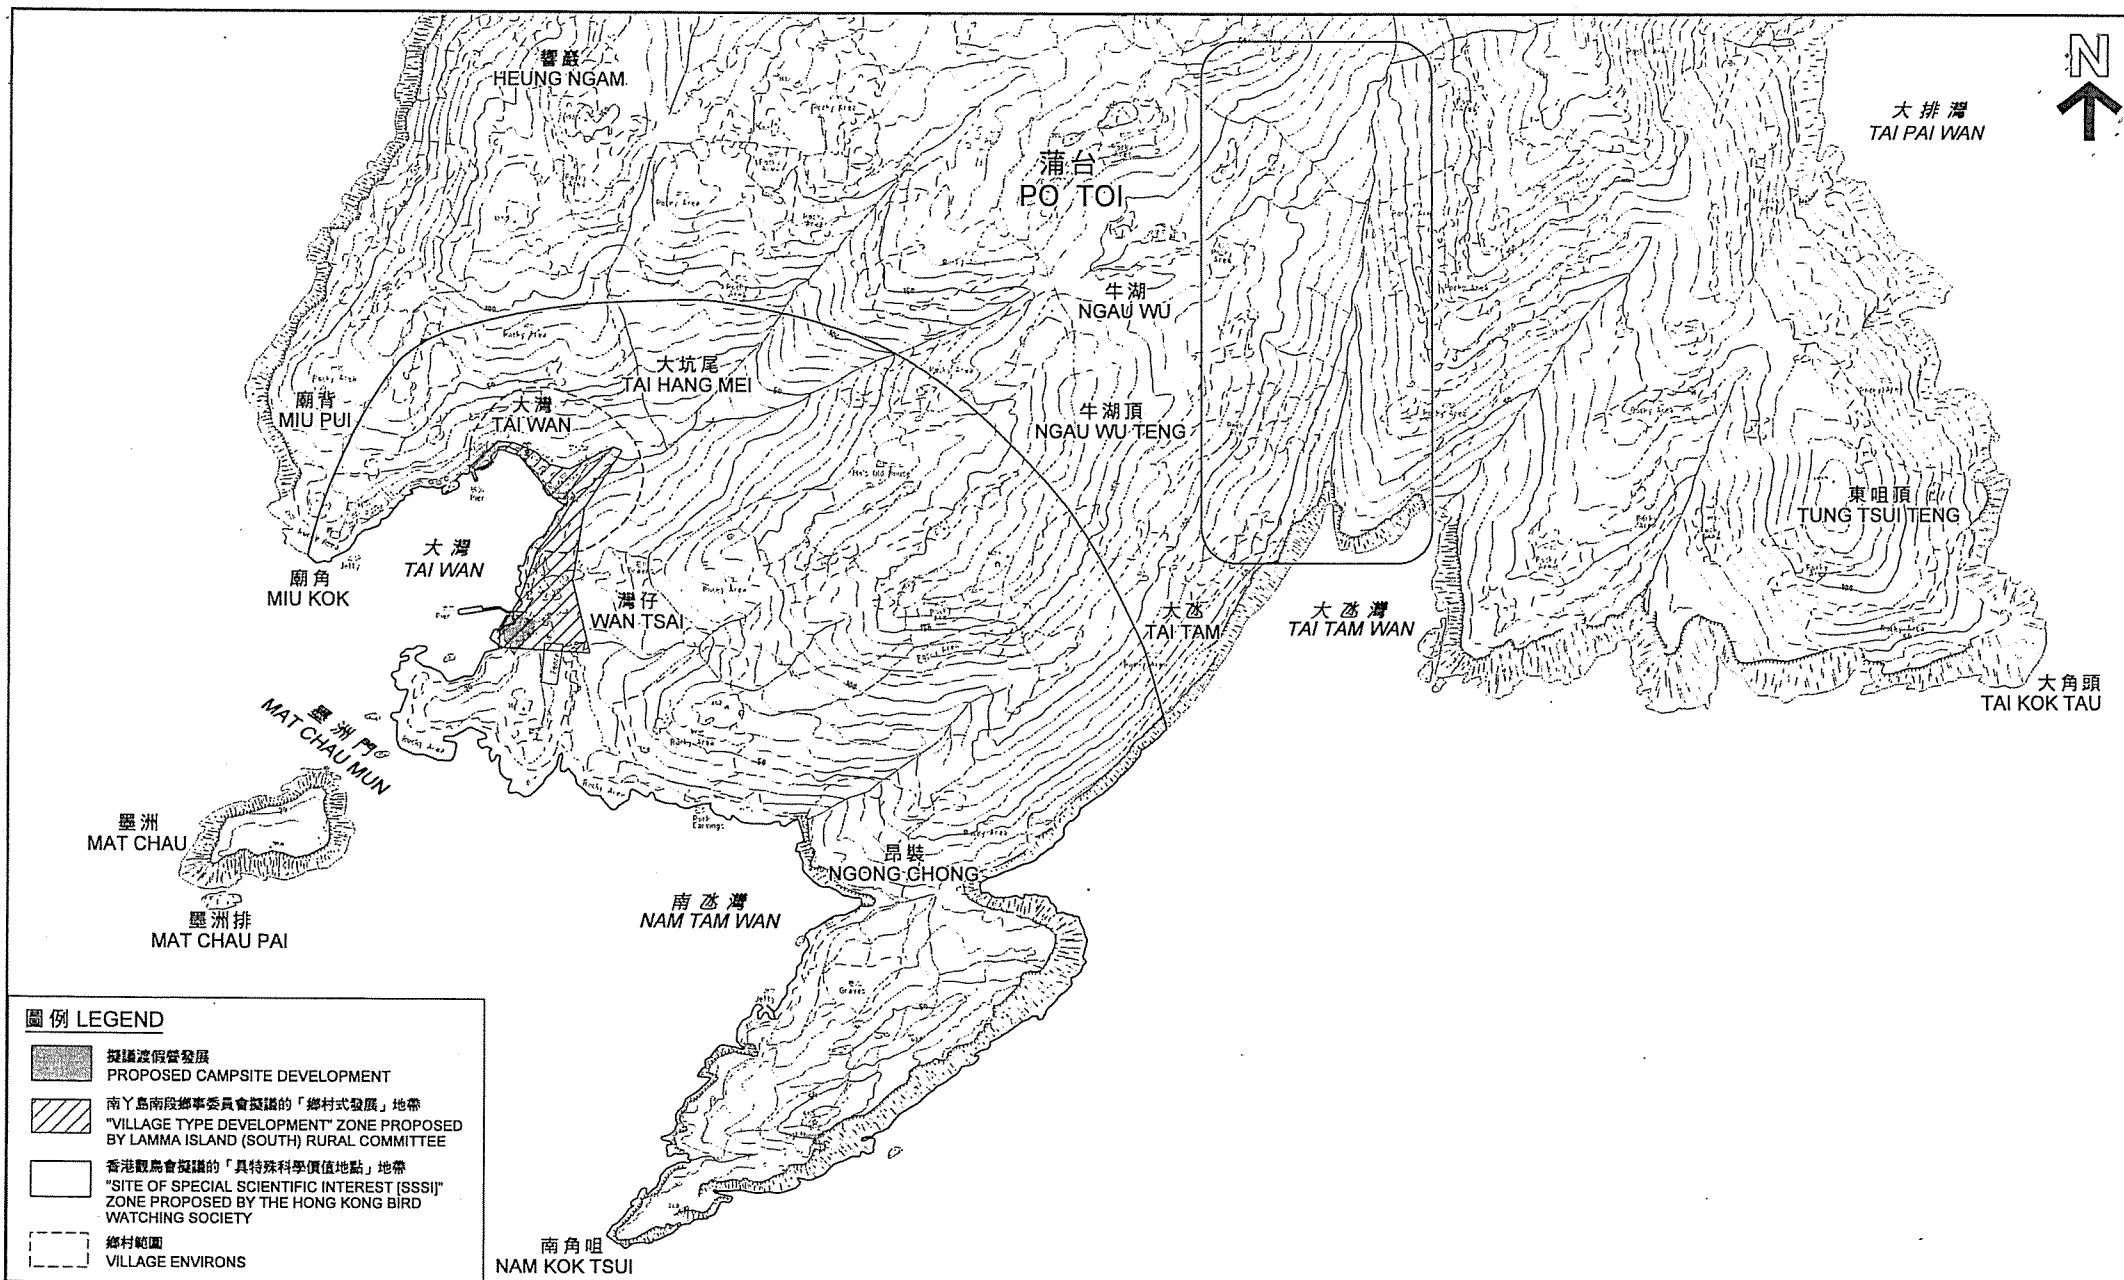 響巖
HEUNG NGAM
N
大排灣
TAI PAI WAN
蒲台
PO TOI
牛湖
NGAU WU
大坑尾
TAI HANG MEI
廟背
MIU PUI
大灣
TAI WAN
牛湖頂
NGAU WU TENG
東咀頂
TUNG TSUI TENG
Pier
大灣
TAI WAN
Jetty
廟角
MIU KOK
Pier
灣仔
WAN TSAI
大氹
TAI TAM
大氹灣
TAI TAM WAN
大角頭
TAI KOK TAU
墨洲門
MAT CHAU MUN
Rocky Area
Rock
Carvings
墨洲
MAT CHAU
昂裝
NGONG CHONG
南氹灣
NAM TAM WAN
墨洲排
MAT CHAU PAI
Graves
Jetty
圖例 LEGEND
擬議渡假營發展
PROPOSED CAMPSITE DEVELOPMENT
南丫島南段鄉事委員會擬議的「鄉村式發展」地帶
"VILLAGE TYPE DEVELOPMENT" ZONE PROPOSED
BY LAMMA ISLAND (SOUTH) RURAL COMMITTEE
香港觀鳥會擬議的「具特殊科學價值地點」地帶
"SITE OF SPECIAL SCIENTIFIC INTEREST [SSSI]"
ZONE PROPOSED BY THE HONG KONG BIRD
WATCHING SOCIETY
鄉村範圍
VILLAGE ENVIRONS
南角咀
NAM KOK TSUI